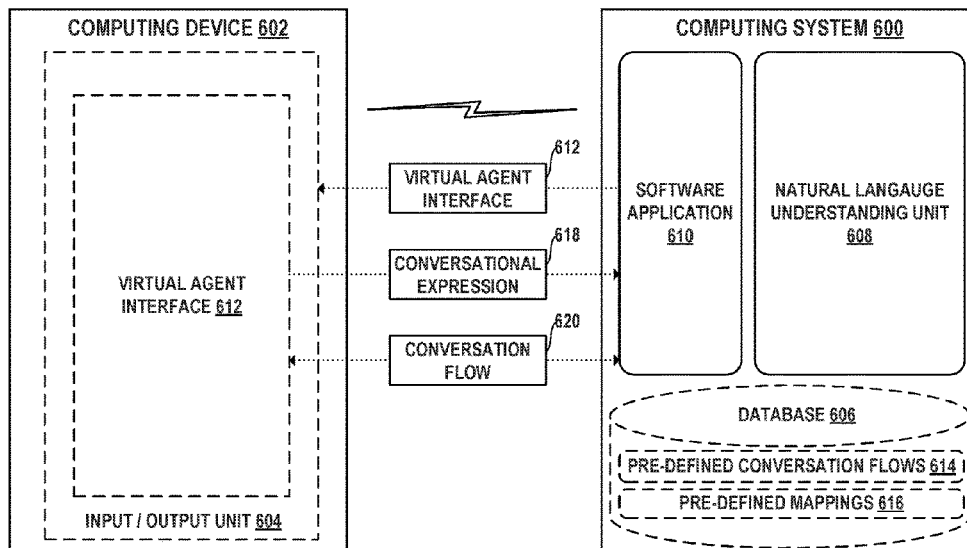 COMPUTING DEVICE 602
VIRTUAL AGENT
INTERFACE 612
INPUT / OUTPUT UNIT 604
612
VIRTUAL AGENT
INTERFACE
618
CONVERSATIONAL
EXPRESSION
620
CONVERSATION
FLOW
COMPUTING SYSTEM 600
SOFTWARE
APPLICATION
610
NATURAL LANGAUGE
UNDERSTANDING UNIT
608
DATABASE 606
PRE-DEFINED CONVERSATION FLOWS 614
PRE-DEFINED MAPPINGS 616